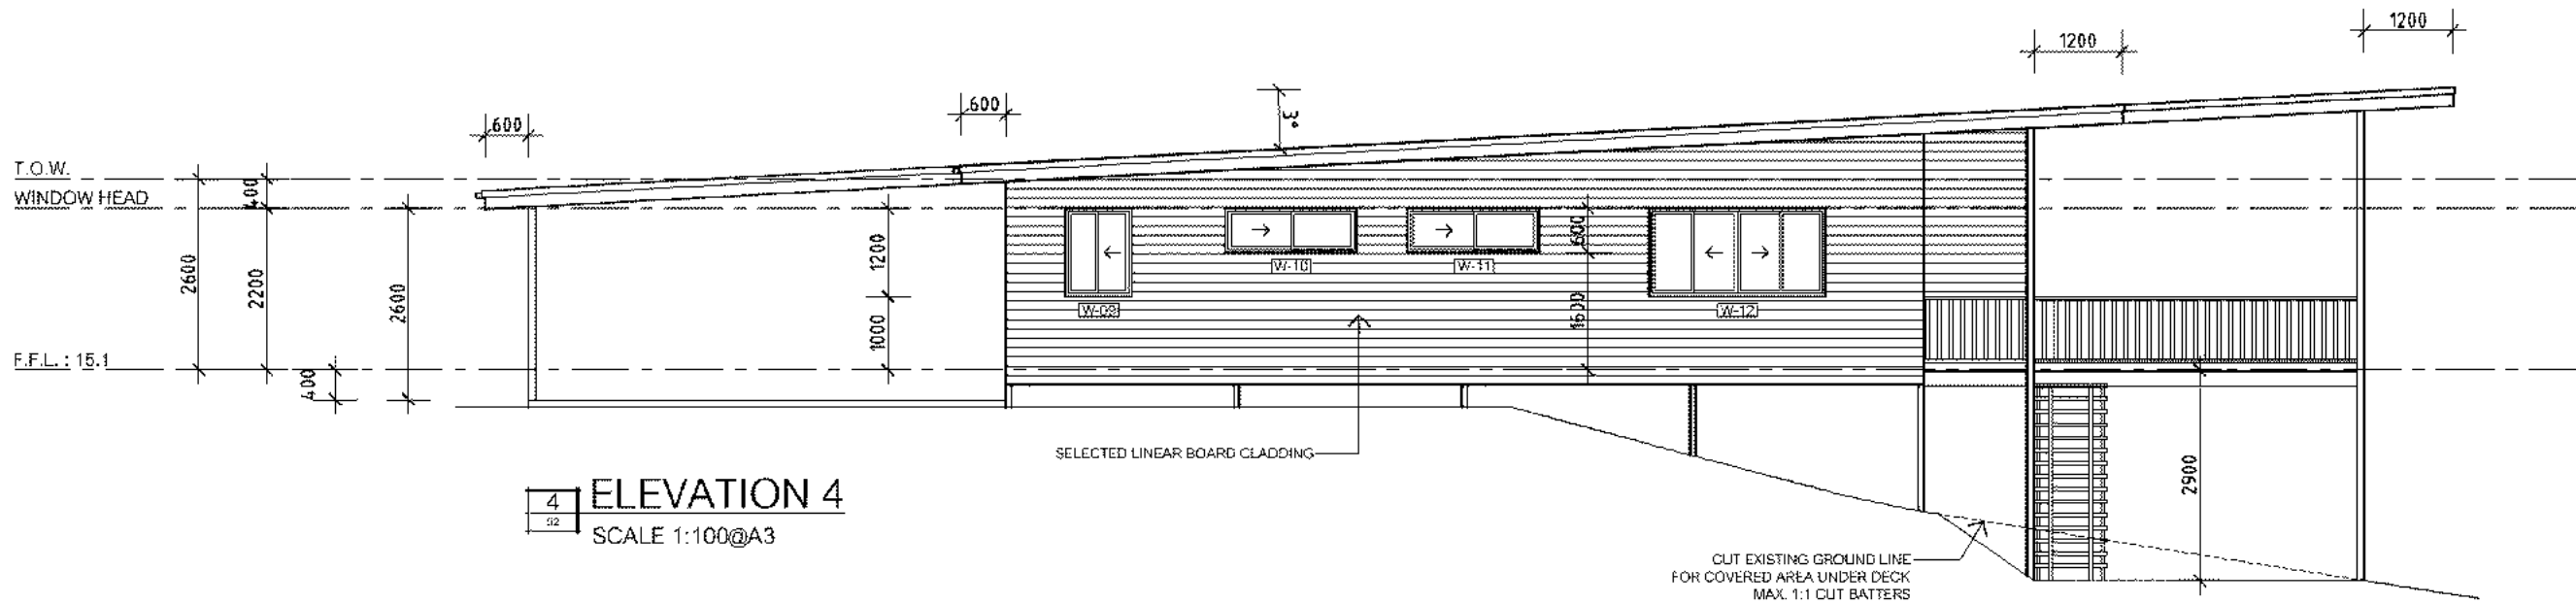 1200
1200
600
600
3°
T.O.W.
WINDOW HEAD
400
2600
2200
2600
1200
1000
600
1600
W-09
W-10
W-11
W-12
F.F.L. : 15.1
400
SELECTED LINEAR BOARD CLADDING
2900
4
S2
ELEVATION 4
SCALE 1:100@A3
CUT EXISTING GROUND LINE
FOR COVERED AREA UNDER DECK
MAX. 1:1 CUT BATTERS